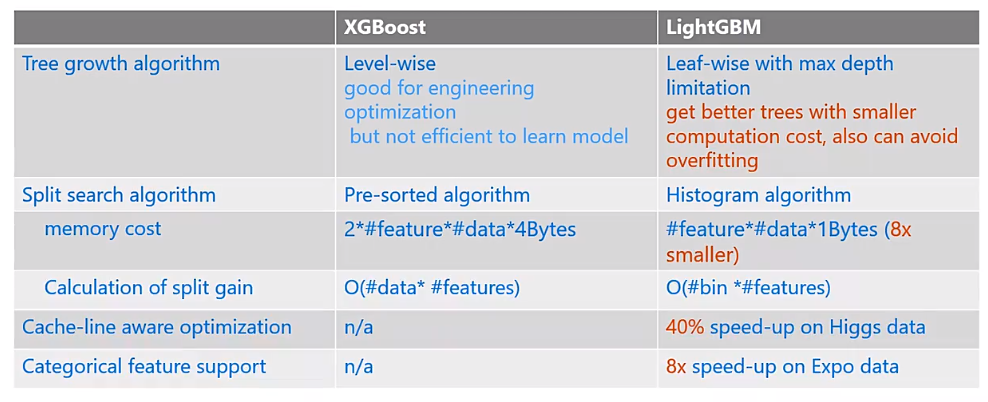 XGBoost LightGBM
Tree growth algorithm
Level-wise
good for engineering
optimization
but not efficient to learn model
Leaf-wise with max depth
limitation
get better trees with smaller
computation cost, also can avoid
overfitting
Split search algorithm Pre-sorted algorithm Histogram algorithm
memory cost 2*#feature*#data*4Bytes #feature*#data*1Bytes (8x
smaller)
Calculation of split gain O(#data* #features) O(#bin *#features)
Cache-line aware optimization n/a 40% speed-up on Higgs data
Categorical feature support n/a 8x speed-up on Expo data